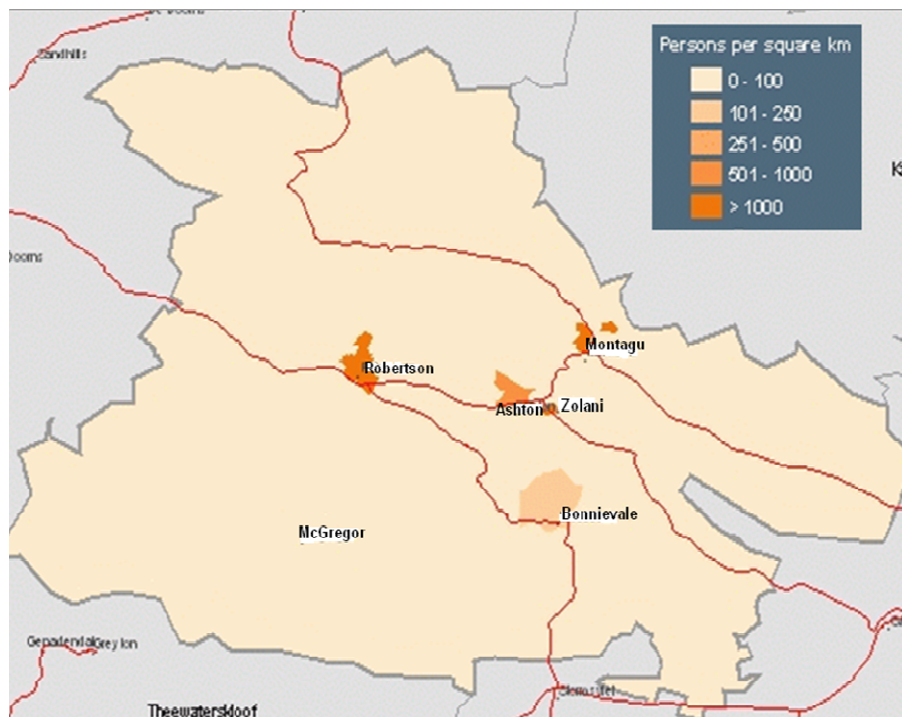 Sandhills
Persons per square km
0 - 100
101 - 250
251 - 500
501 - 1000
> 1000
Montagu
Robertson
Ashton
Zolani
Bonnievale
McGregor
Theewaterskloof